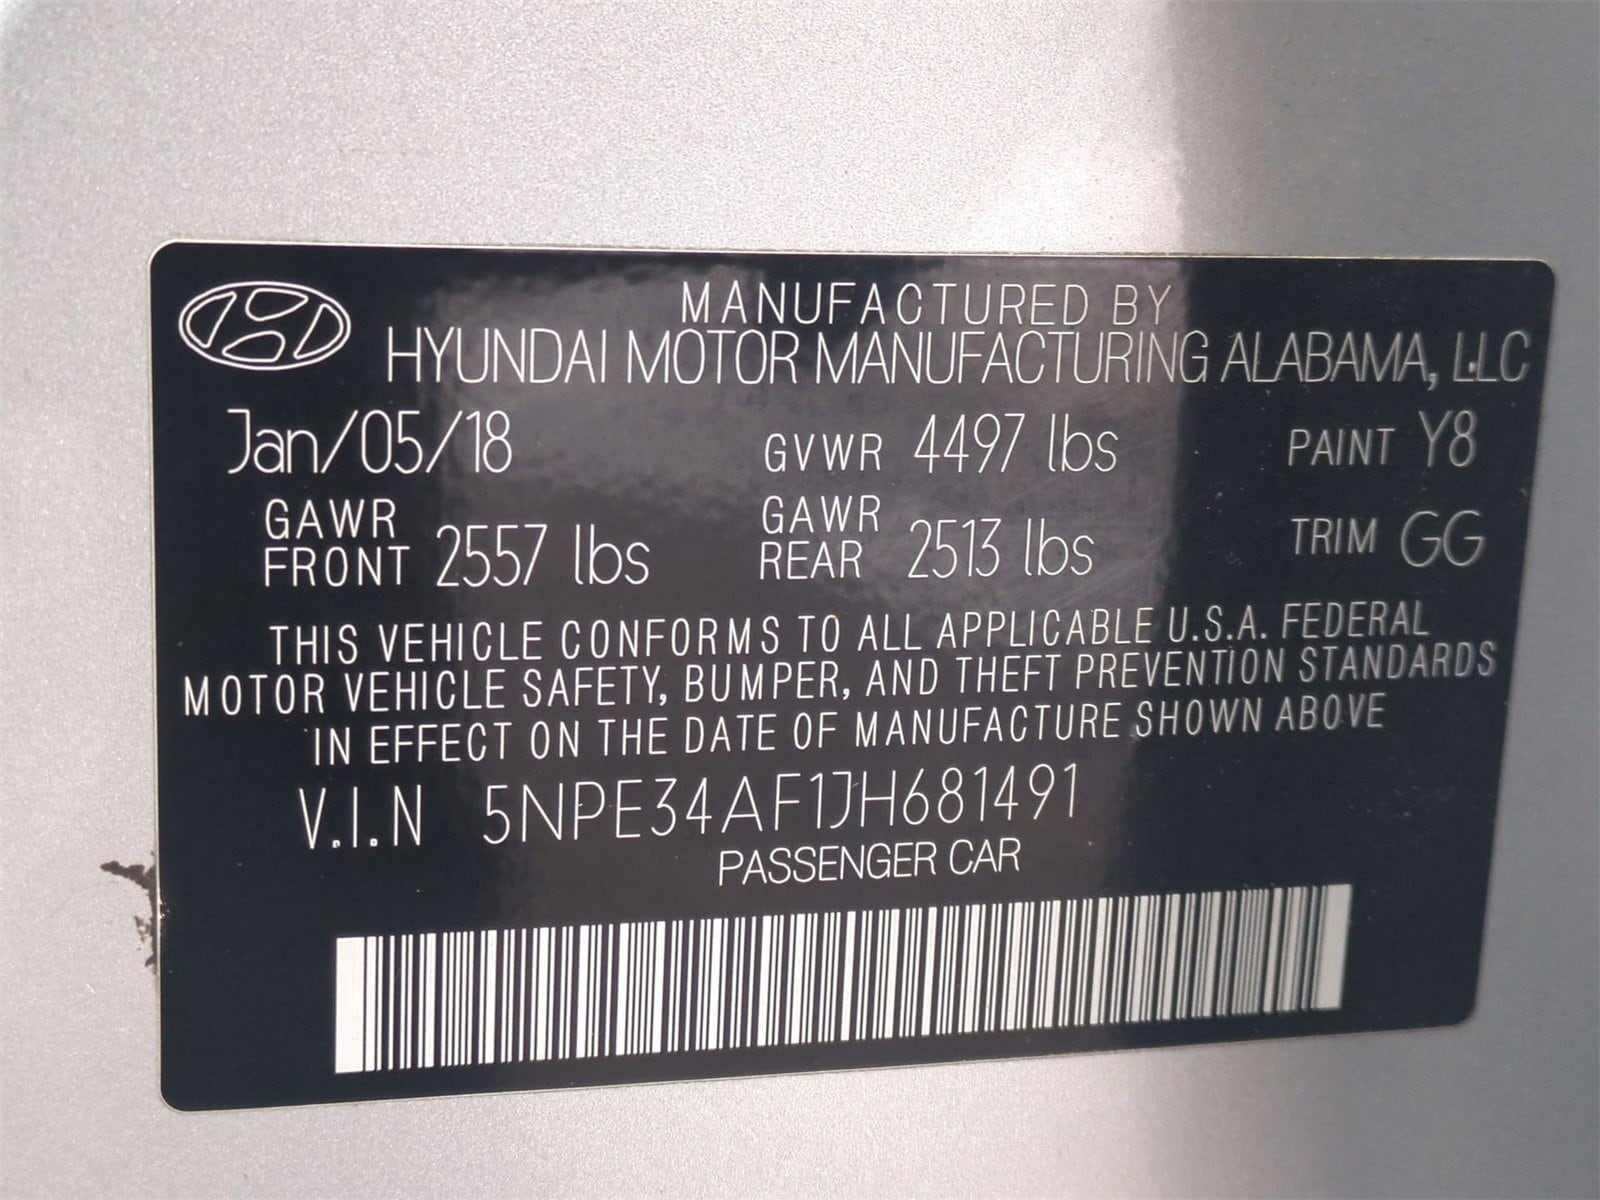 MANUFACTURED BY
HYUNDAI MOTOR MANUFACTURING ALABAMA, LLC
Jan/05/18 GVWR 4497 lbs PAINT Y8
GAWR FRONT 2557 lbs GAWR REAR 2513 lbs TRIM GG
THIS VEHICLE CONFORMS TO ALL APPLICABLE U.S.A. FEDERAL
MOTOR VEHICLE SAFETY, BUMPER, AND THEFT PREVENTION STANDARDS
IN EFFECT ON THE DATE OF MANUFACTURE SHOWN ABOVE
V.I.N 5NPE34AF1JH681491
PASSENGER CAR